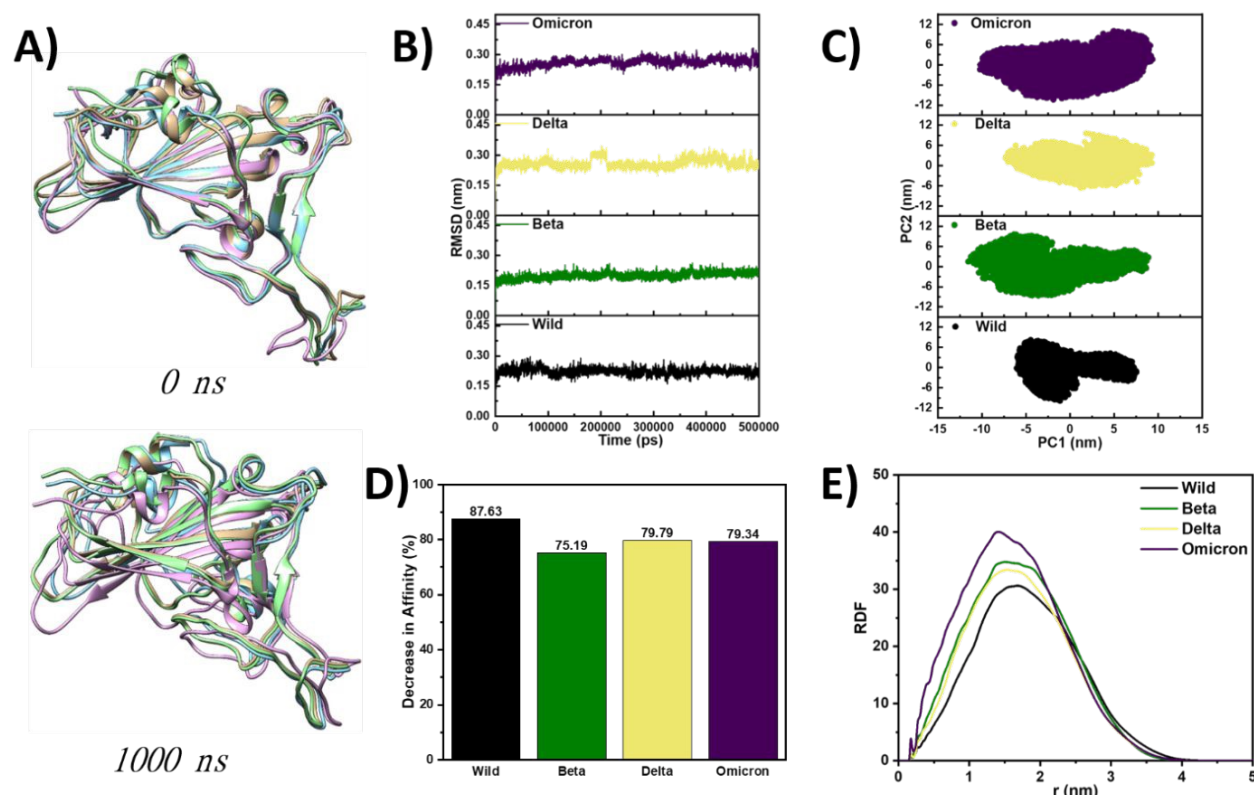 A)
0 ns
1000 ns
B)
RMSD (nm)
0.45
0.30
0.15
0.00
Omicron
0.45
0.30
0.15
0.00
Delta
0.45
0.30
0.15
0.00
Beta
0.45
0.30
0.15
0.00
Wild
0 100000 200000 300000 400000 500000
Time (ps)
C)
PC2 (nm)
12
6
0
-6
-12
Omicron
12
6
0
-6
-12
Delta
12
6
0
-6
-12
Beta
12
6
0
-6
-12
Wild
-15 -10 -5 0 5 10 15
PC1 (nm)
D)
Decrease in Affinity (%)
100
80
60
40
20
0
87.63
75.19
79.79
79.34
Wild Beta Delta Omicron
E)
RDF
50
40
30
20
10
0
Wild
Beta
Delta
Omicron
0 1 2 3 4 5
r (nm)